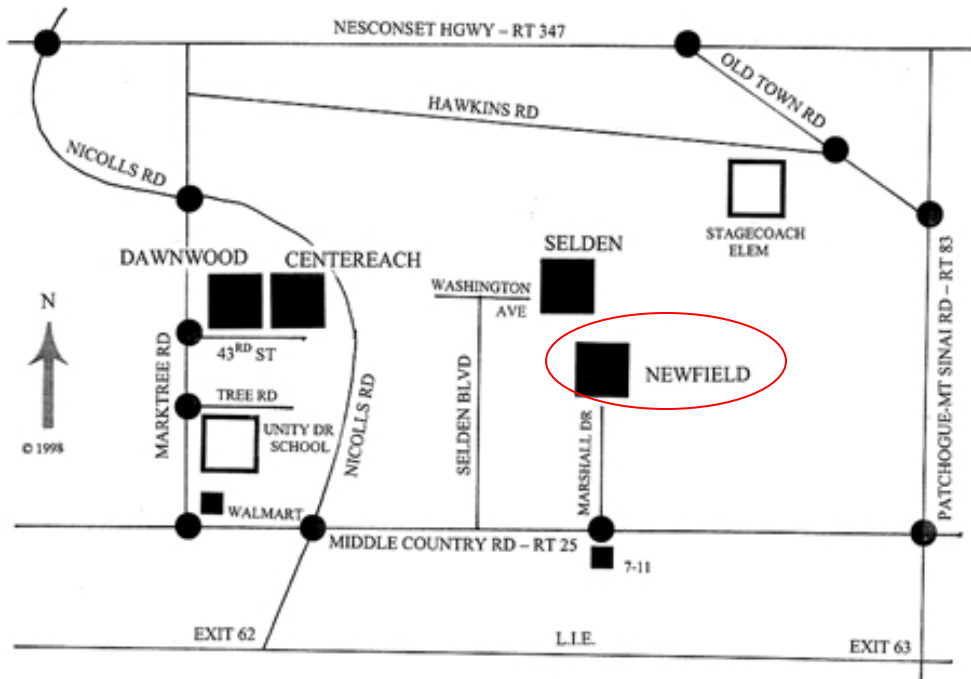 NESCONSET HGWY – RT 347
OLD TOWN RD
HAWKINS RD
NICOLLS RD
STAGECOACH
ELEM
DAWNWOOD
CENTEREACH
SELDEN
WASHINGTON
AVE
PATCHOGUE-MT SINAI RD – RT 83
N
© 1998
MARKTREE RD
43RD ST
TREE RD
UNITY DR
SCHOOL
WALMART
NICOLLS RD
SELDEN BLVD
NEWFIELD
MARSHALL DR
MIDDLE COUNTRY RD – RT 25
7-11
EXIT 62
L.I.E.
EXIT 63